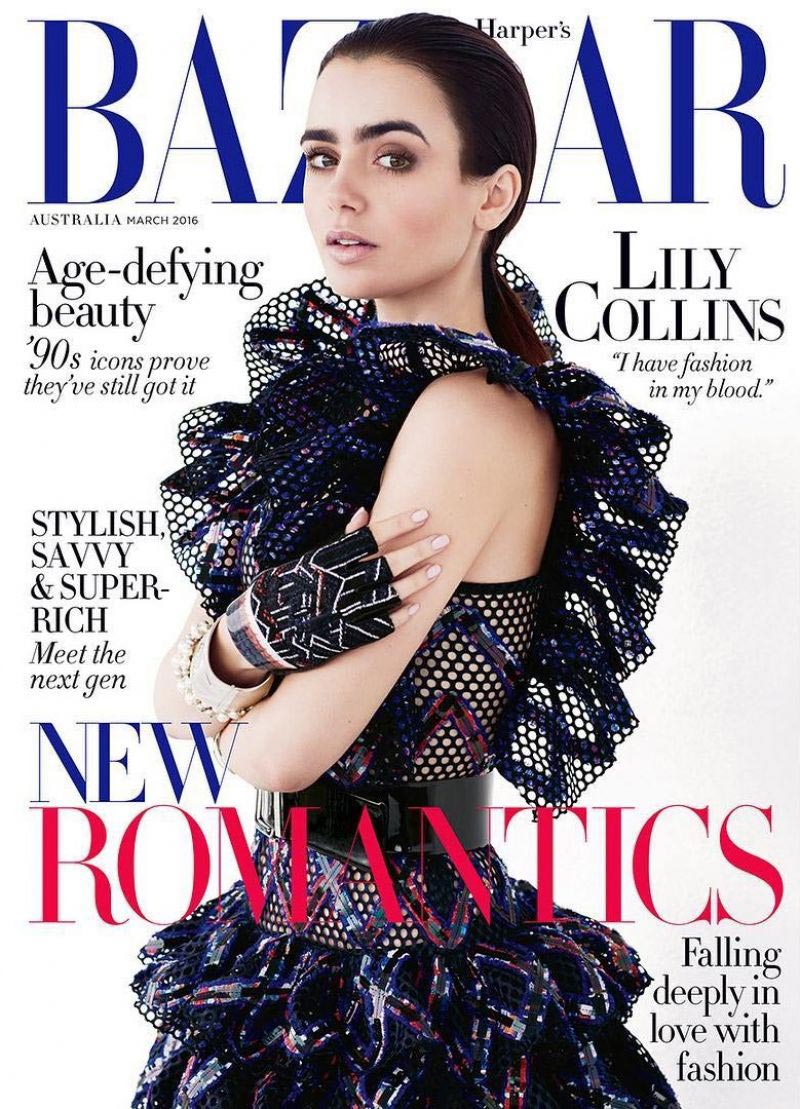 Harper's
BAZAAR
AUSTRALIA MARCH 2016
Age-defying
beauty
'90s icons prove
they've still got it
LILY
COLLINS
"I have fashion
in my blood."
STYLISH,
SAVVY
& SUPER-
RICH
Meet the
next gen
NEW
ROMANTICS
Falling
deeply in
love with
fashion